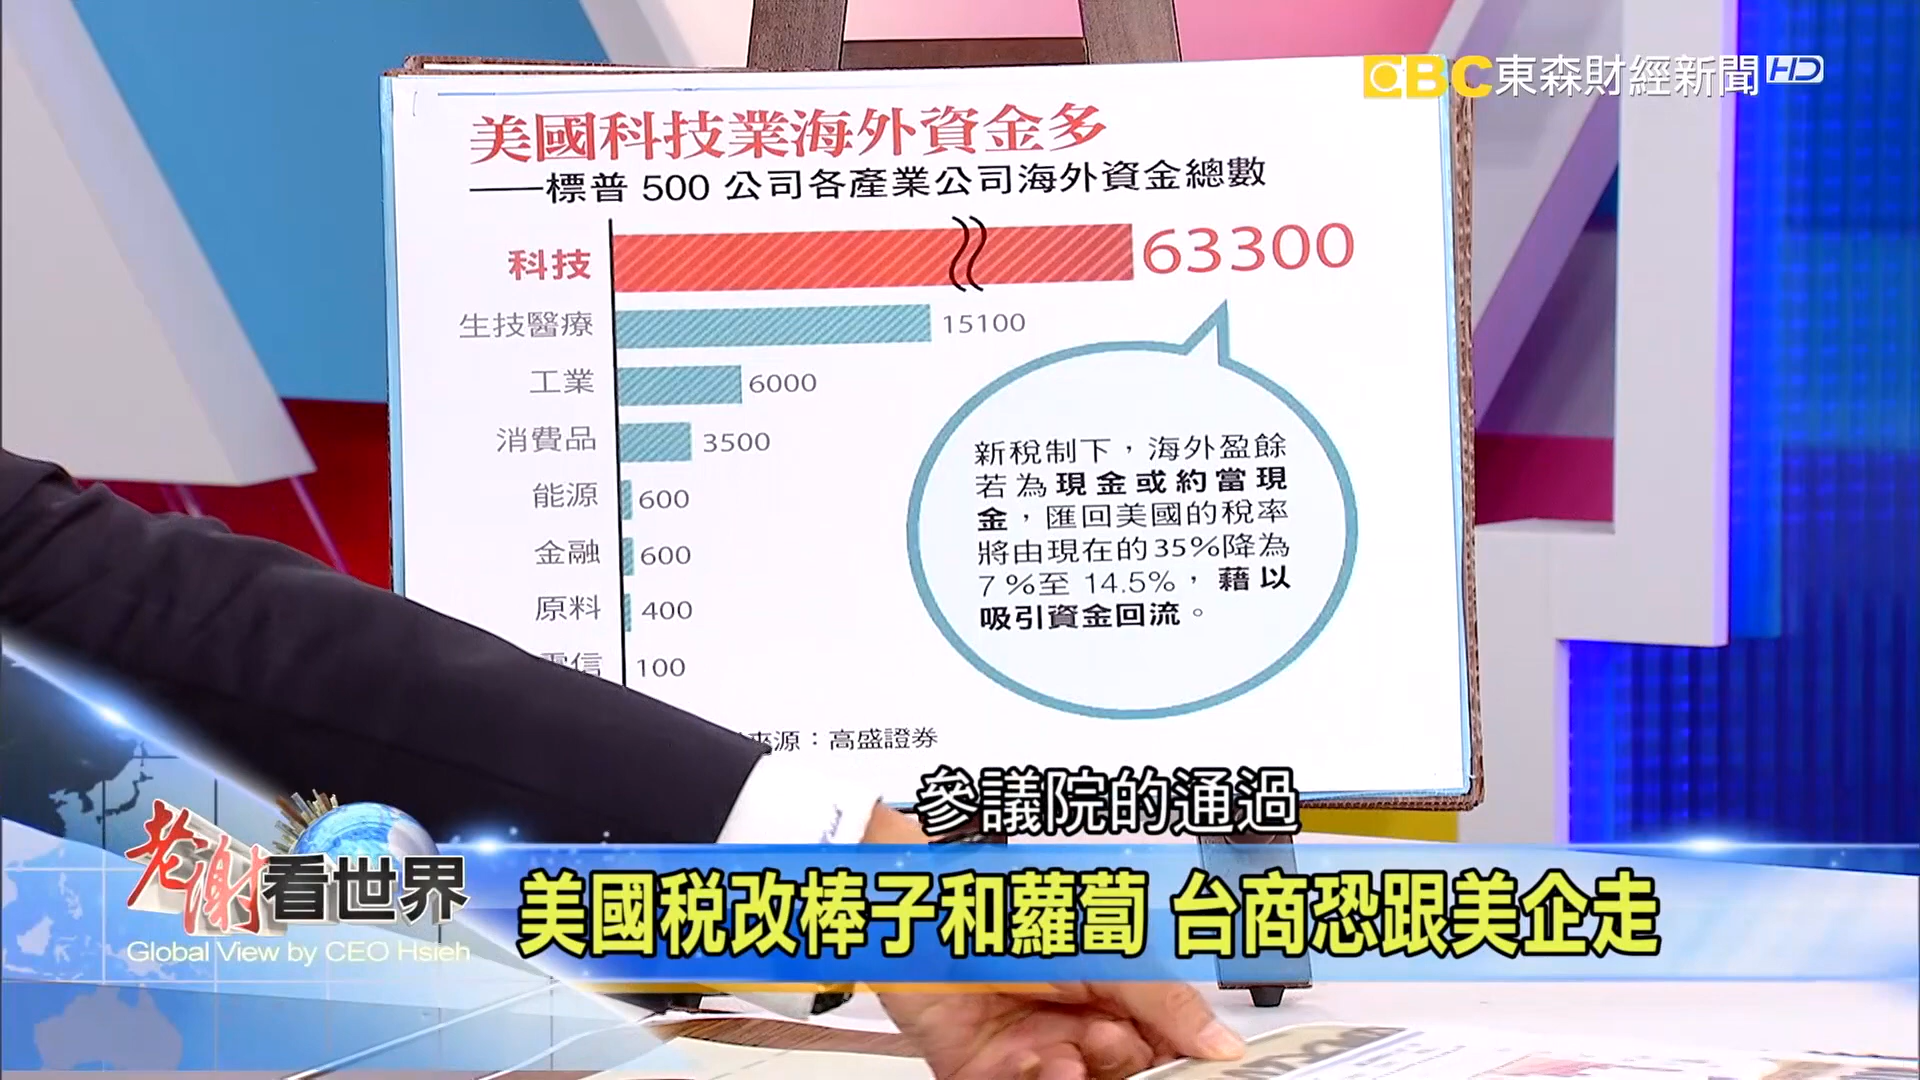 EBC東森財經新聞HD
美國科技業海外資金多
——標普 500 公司各產業公司海外資金總數
科技 63300
生技醫療 15100
工業 6000
消費品 3500
能源 600
金融 600
原料 400
電信 100
新稅制下，海外盈餘
若為現金或約當現
金，匯回美國的稅率
將由現在的35%降為
7%至 14.5%，藉以
吸引資金回流。
來源：高盛證券
參議院的通過
老謝看世界
Global View by CEO Hsieh
美國稅改棒子和蘿蔔 台商恐跟美企走